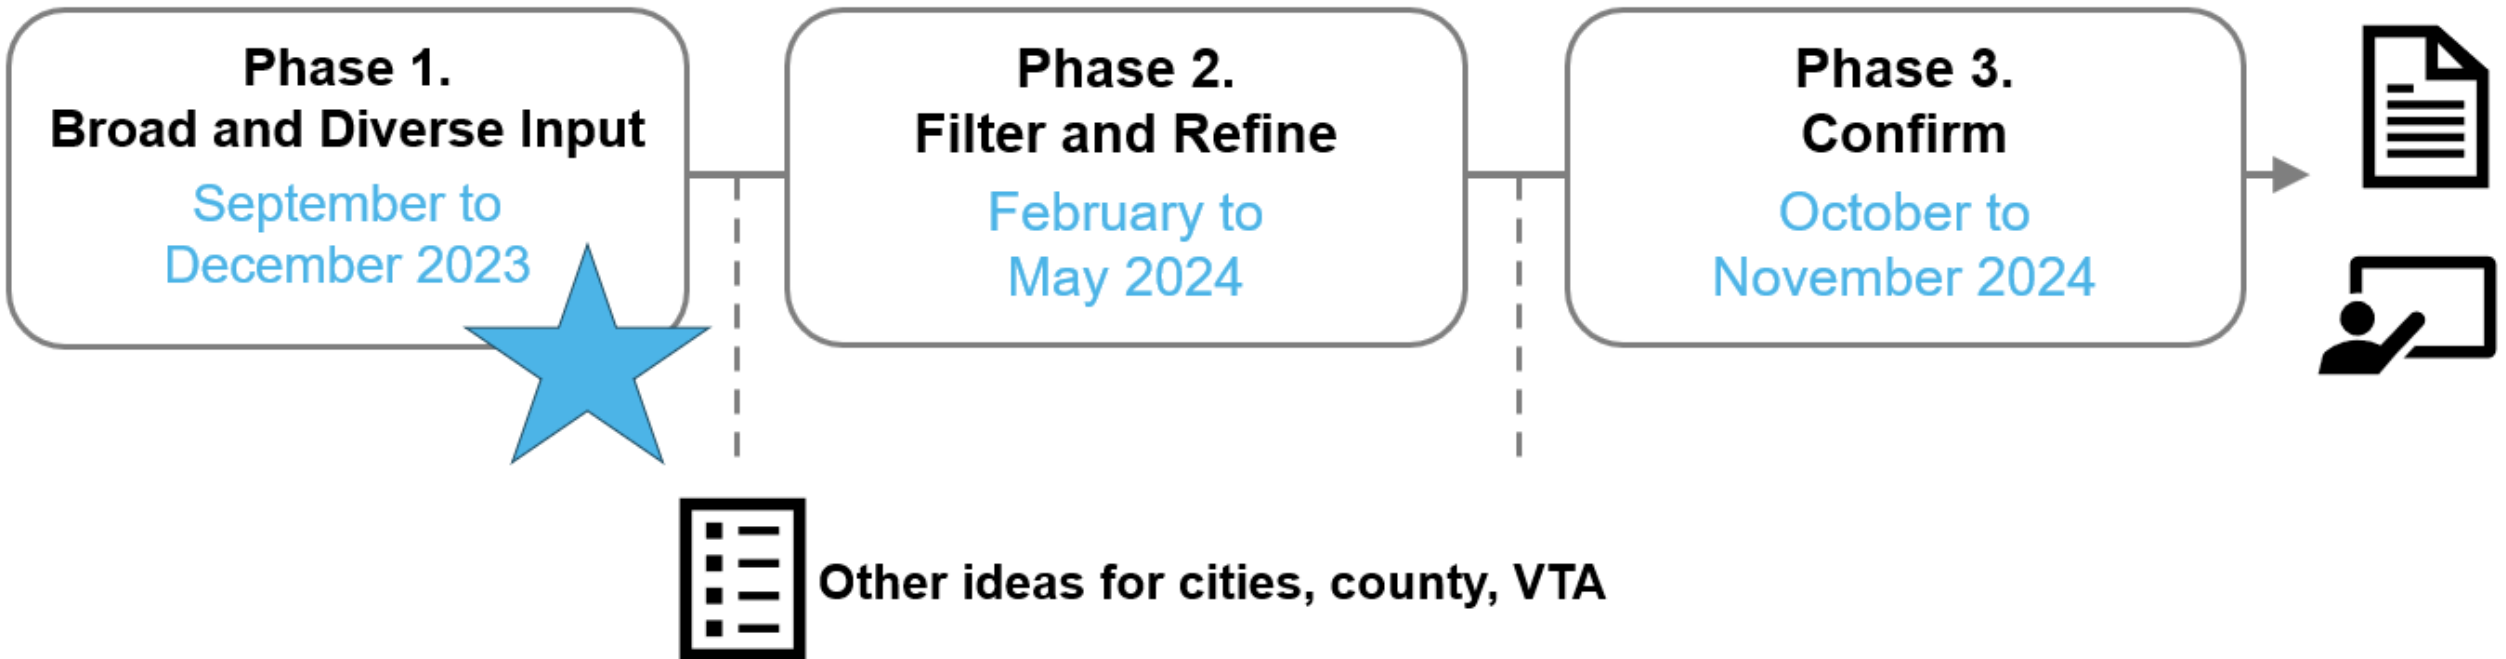 Phase 1.
Broad and Diverse Input
September to
December 2023
Phase 2.
Filter and Refine
February to
May 2024
Phase 3.
Confirm
October to
November 2024
Other ideas for cities, county, VTA